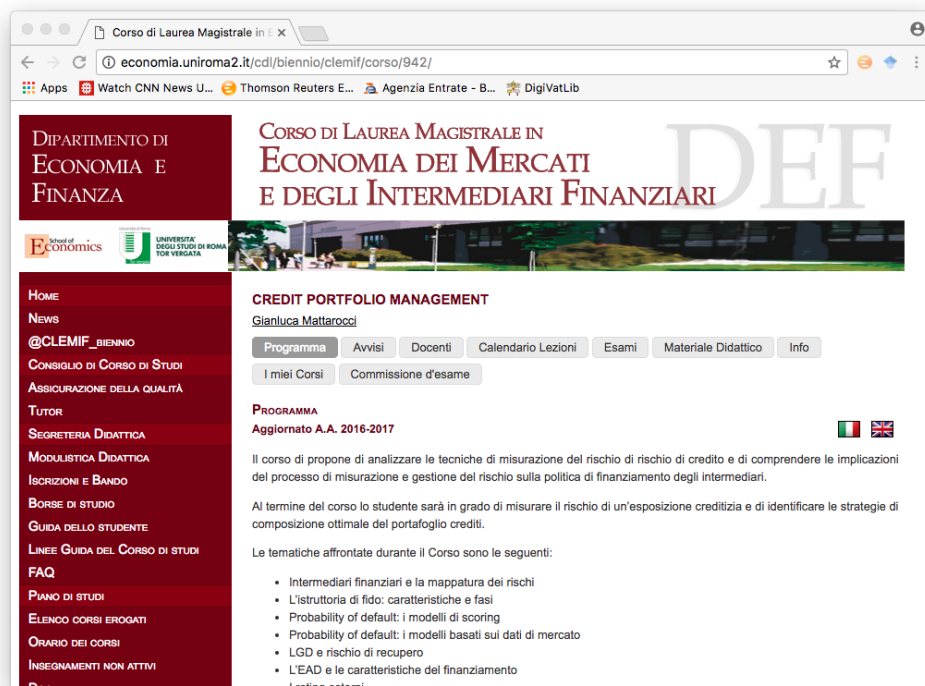 Corso di Laurea Magistrale in E
economia.uniroma2.it/cdl/biennio/clemif/corso/942/
Apps Watch CNN News U... Thomson Reuters E... Agenzia Entrate - B... DigiVatLib
Dipartimento di
Economia e
Finanza
Corso di Laurea Magistrale in
Economia dei Mercati
e degli Intermediari Finanziari
DEF
School of
Economics
UNIVERSITA'
DEGLI STUDI DI ROMA
TOR VERGATA
Home
News
@CLEMIF_biennio
Consiglio di Corso di Studi
Assicurazione della qualità
Tutor
Segreteria Didattica
Modulistica Didattica
Iscrizioni e Bando
Borse di studio
Guida dello studente
Linee Guida del Corso di studi
FAQ
Piano di studi
Elenco corsi erogati
Orario dei corsi
Insegnamenti non attivi
CREDIT PORTFOLIO MANAGEMENT
Gianluca Mattarocci
Programma Avvisi Docenti Calendario Lezioni Esami Materiale Didattico Info
I miei Corsi Commissione d'esame
Programma
Aggiornato A.A. 2016-2017
Il corso di propone di analizzare le tecniche di misurazione del rischio di rischio di credito e di comprendere le implicazioni
del processo di misurazione e gestione del rischio sulla politica di finanziamento degli intermediari.
Al termine del corso lo studente sarà in grado di misurare il rischio di un'esposizione creditizia e di identificare le strategie di
composizione ottimale del portafoglio crediti.
Le tematiche affrontate durante il Corso sono le seguenti:
• Intermediari finanziari e la mappatura dei rischi
• L'istruttoria di fido: caratteristiche e fasi
• Probability of default: i modelli di scoring
• Probability of default: i modelli basati sui dati di mercato
• LGD e rischio di recupero
• L'EAD e le caratteristiche del finanziamento